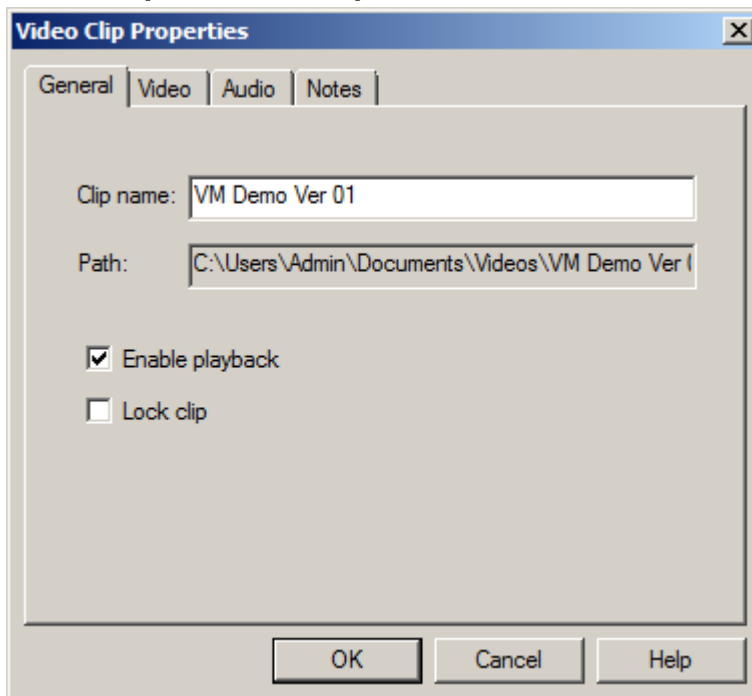 Video Clip Properties
General Video Audio Notes
Clip name: VM Demo Ver 01
Path: C:\Users\Admin\Documents\Videos\VM Demo Ver
Enable playback
Lock clip
OK Cancel Help